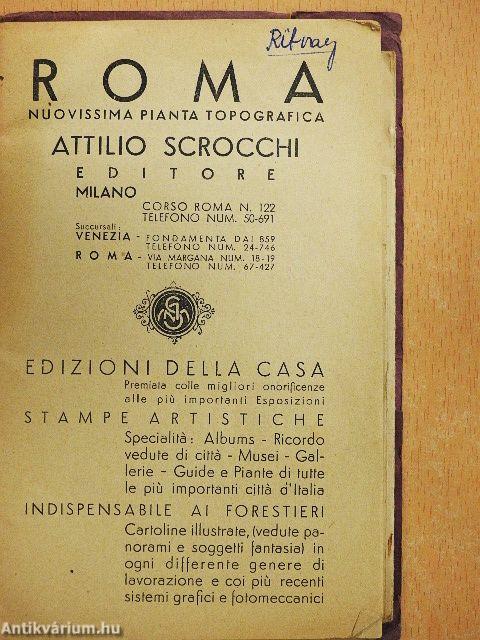 Ritvay
ROMA
NUOVISSIMA PIANTA TOPOGRAFICA
ATTILIO SCROCCHI
EDITORE
MILANO
CORSO ROMA N. 122
TELEFONO NUM. 50-691
Succursali:
VENEZIA - FONDAMENTA DAI 859
TELEFONO NUM. 24-746
ROMA - VIA MARGANA NUM. 18-19
TELEFONO NUM. 67-427
EDIZIONI DELLA CASA
Premiata colle migliori onorificenze
alle più importanti Esposizioni
STAMPE ARTISTICHE
Specialità: Albums - Ricordo
vedute di città - Musei - Gal-
lerie - Guide e Piante di tutte
le più importanti città d'Italia
INDISPENSABILE AI FORESTIERI
Cartoline illustrate, (vedute pa-
norami e soggetti fantasia) in
ogni differente genere di
lavorazione e coi più recenti
sistemi grafici e fotomeccanici
Antikvárium.hu